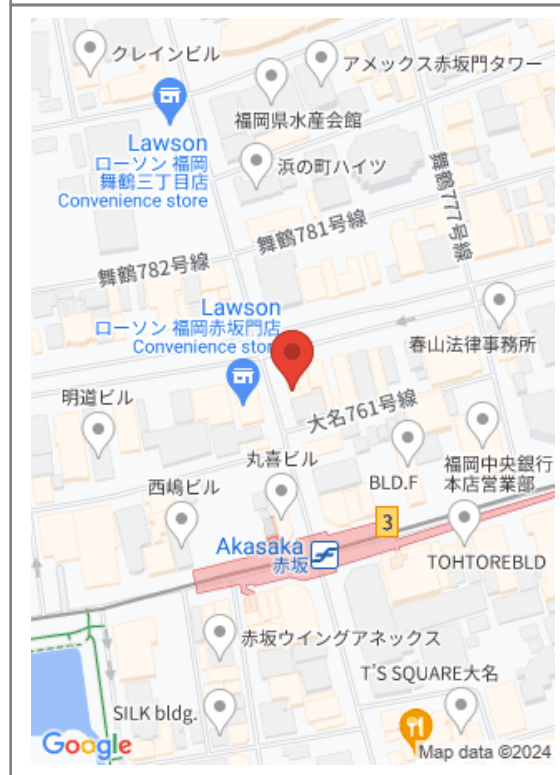 クレインビル
アメックス赤坂門タワー
福岡県水産会館
Lawson
ローソン 福岡
舞鶴三丁目店
Convenience store
浜の町ハイツ
舞鶴777号線
舞鶴781号線
舞鶴782号線
Lawson
ローソン 福岡赤坂門店
Convenience stor
春山法律事務所
明道ビル
大名761号線
丸喜ビル
西嶋ビル
BLD.F
福岡中央銀行
本店営業部
3
Akasaka
赤坂
TOHTOREBLD
赤坂ウイングアネックス
T'S SQUARE大名
SILK bldg.
Google
Map data ©2024